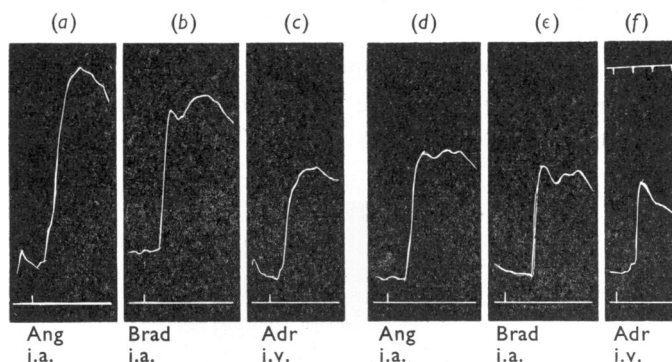 (a) (b) (c) (d) (e) (f)
Ang Brad Adr Ang Brad Adr
i.a. i.a. i.v. i.a. i.a. i.v.